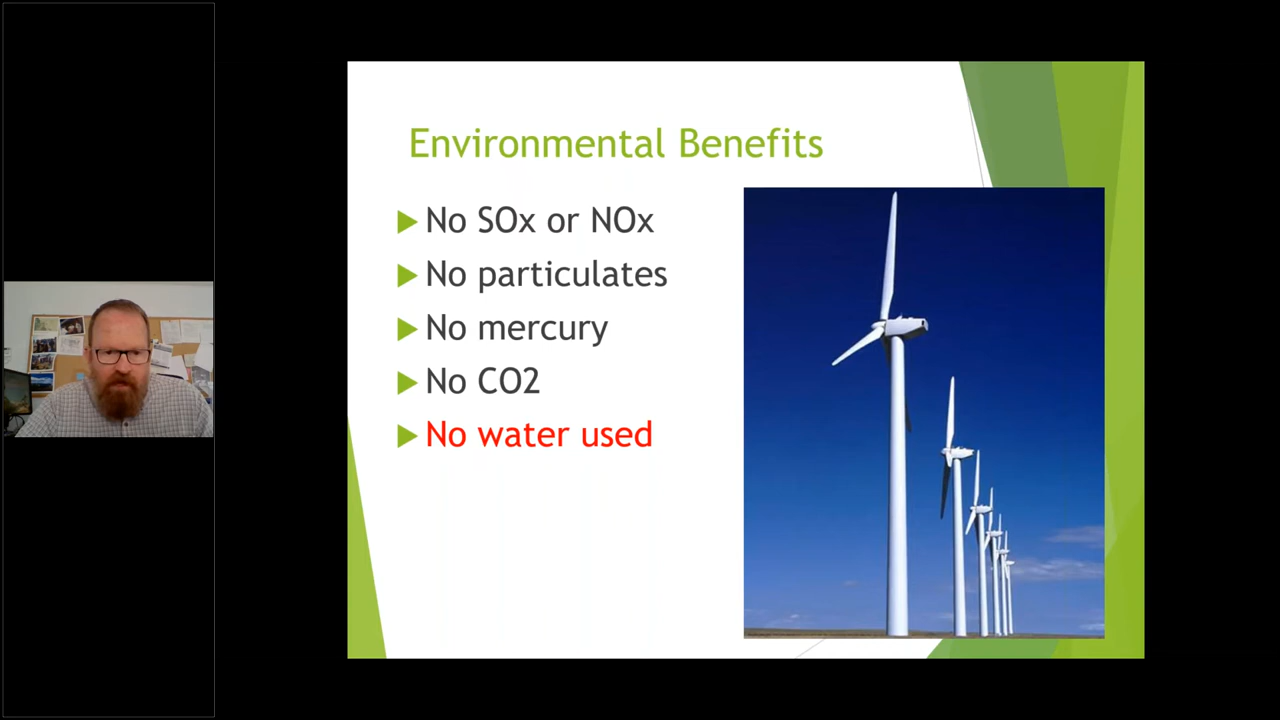 Environmental Benefits
No SOx or NOx
No particulates
No mercury
No CO2
No water used